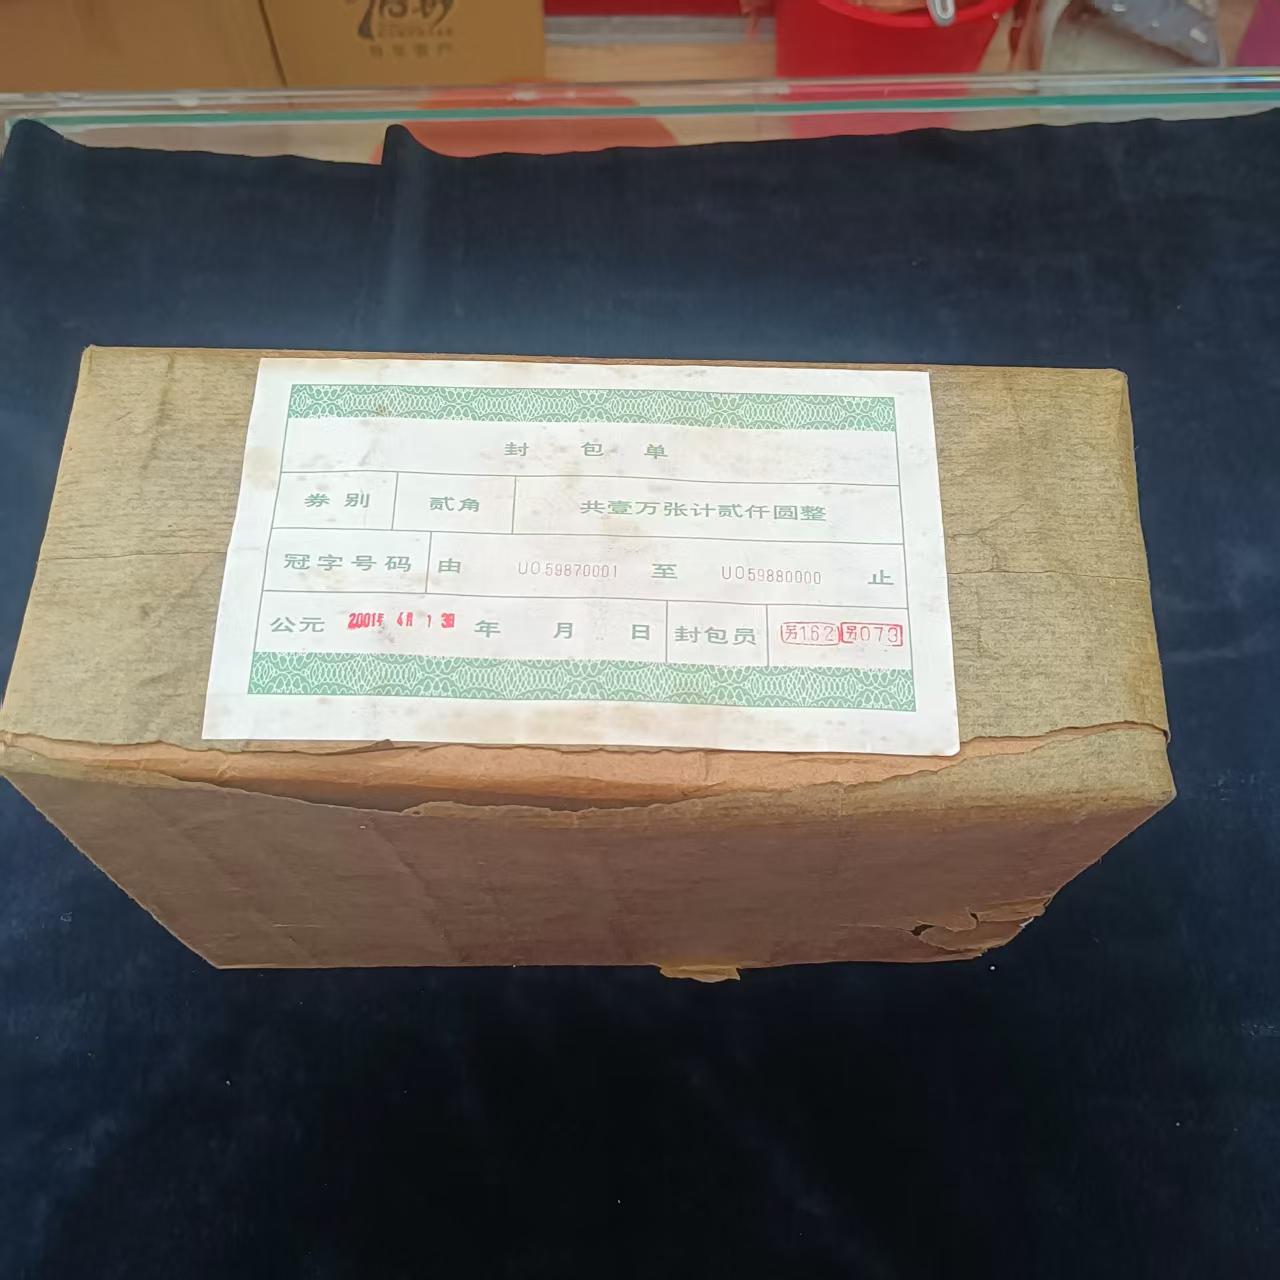 封包单
券别 贰角 共壹万张计贰仟圆整
冠字号码 由 UO59870001 至 UO59880000 止
公元 2001年 4月 13日 年 月 日 封包员 另162 另073